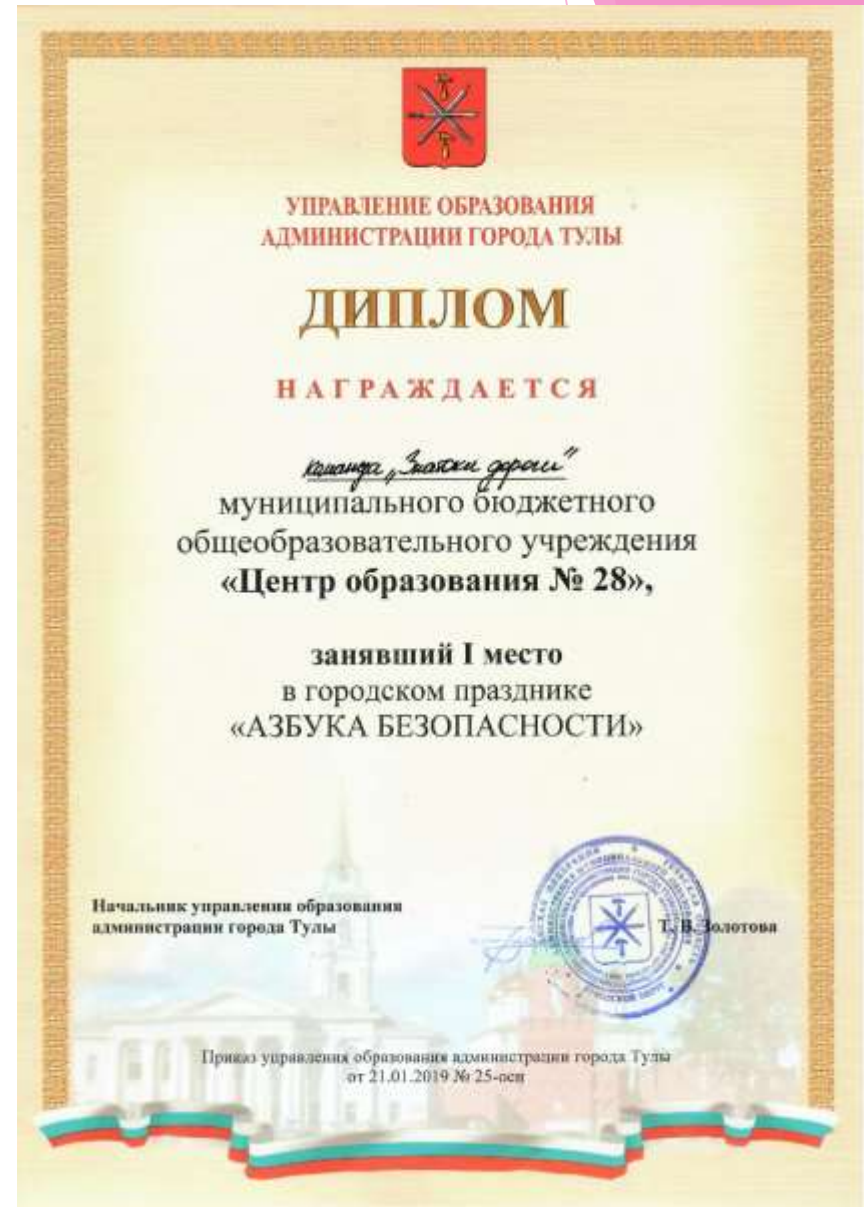 УПРАВЛЕНИЕ ОБРАЗОВАНИЯ
АДМИНИСТРАЦИИ ГОРОДА ТУЛЫ
ДИПЛОМ
НАГРАЖДАЕТСЯ
команда „Знатоки дороги"
муниципального бюджетного
общеобразовательного учреждения
«Центр образования № 28»,
занявший I место
в городском празднике
«АЗБУКА БЕЗОПАСНОСТИ»
Начальник управления образования
администрации города Тулы
Т. В. Золотова
Приказ управления образования администрации города Тулы
от 21.01.2019 № 25-осн